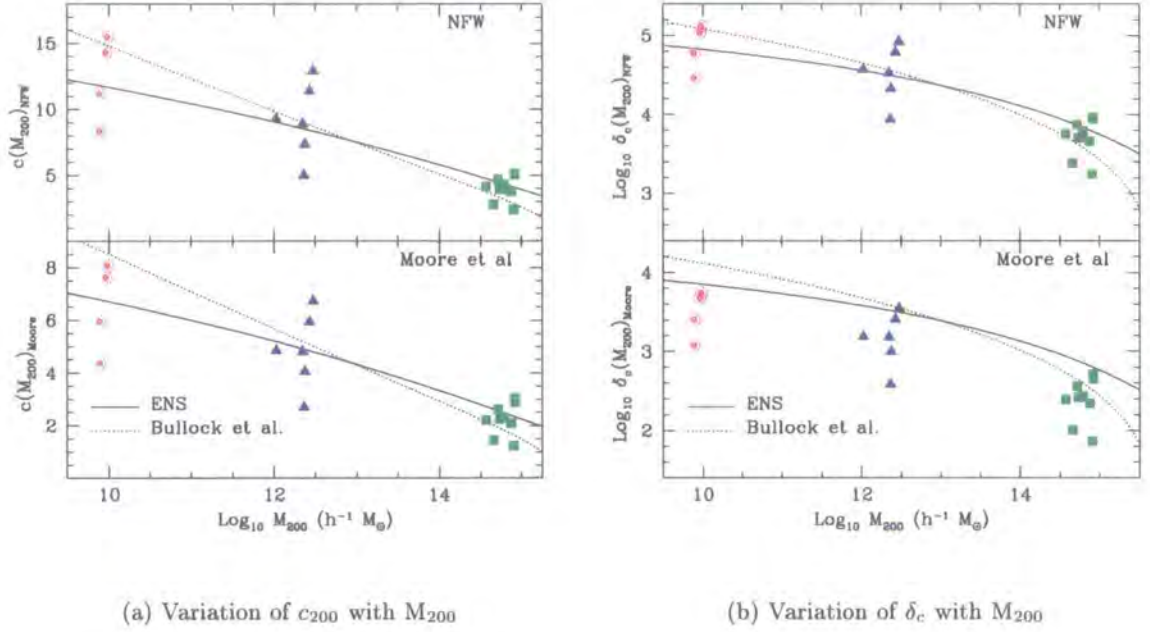 NFW
15
10
5
c(M200)NFW
Moore et al
8
6
4
2
c(M200)Moore
ENS
Bullock et al.
10 12 14
Log10 M200 (h⁻¹ M⊙)
(a) Variation of c200 with M200
NFW
5
4
3
Log10 δc(M200)NFW
Moore et al
4
3
2
Log10 δc(M200)Moore
ENS
Bullock et al.
10 12 14
Log10 M200 (h⁻¹ M⊙)
(b) Variation of δc with M200